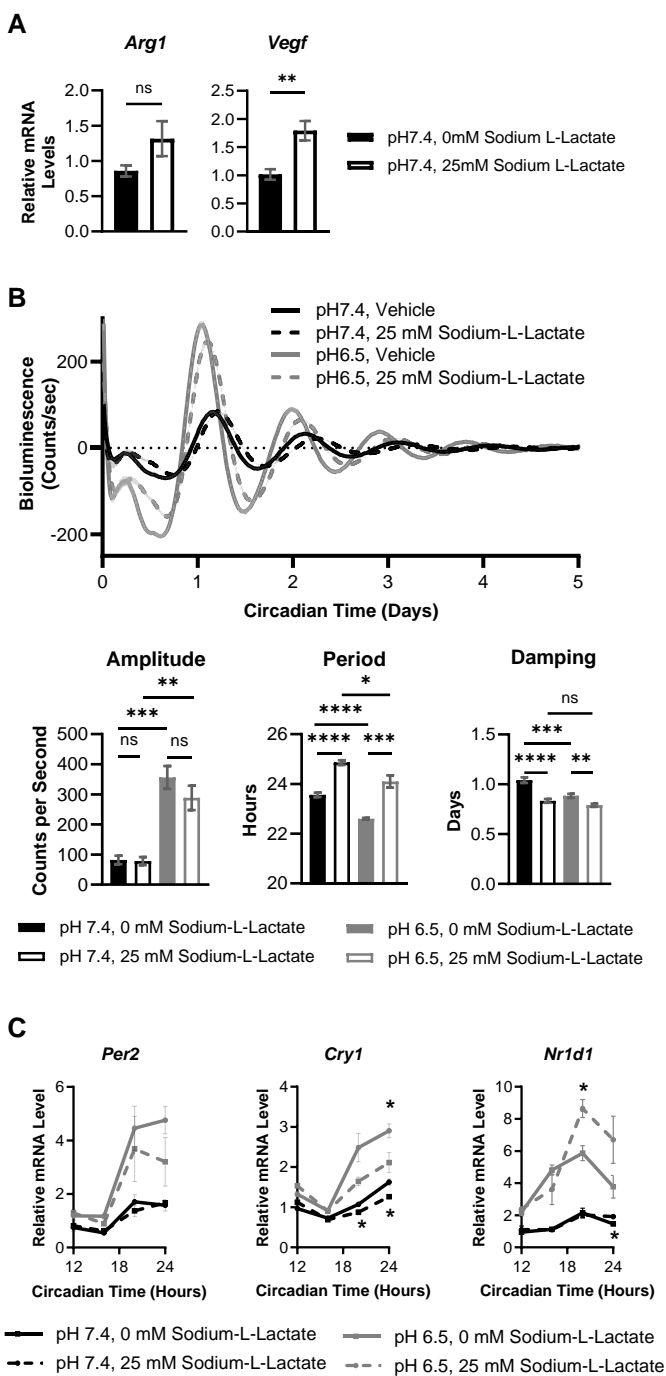 A
Arg1
Vegf
Relative mRNA
Levels
2.0
1.5
1.0
0.5
0.0
ns
2.5
2.0
1.5
1.0
0.5
0.0
**
pH7.4, 0mM Sodium L-Lactate
pH7.4, 25mM Sodium L-Lactate
B
Bioluminescence
(Counts/sec)
200
0
-200
pH7.4, Vehicle
pH7.4, 25 mM Sodium-L-Lactate
pH6.5, Vehicle
pH6.5, 25 mM Sodium-L-Lactate
0 1 2 3 4 5
Circadian Time (Days)
Amplitude
Counts per Second
500
400
300
200
100
0
**
***
ns ns
Period
Hours
26
24
22
20
*
****
**** ***
Damping
Days
1.5
1.0
0.5
0.0
ns
***
**** **
pH 7.4, 0 mM Sodium-L-Lactate
pH 6.5, 0 mM Sodium-L-Lactate
pH 7.4, 25 mM Sodium-L-Lactate
pH 6.5, 25 mM Sodium-L-Lactate
C
Per2
Relative mRNA Level
6
4
2
0
12 18 24
Circadian Time (Hours)
Cry1
Relative mRNA Level
4
3
2
1
0
*
* *
12 18 24
Circadian Time (Hours)
Nr1d1
Relative mRNA Level
10
8
6
4
2
0
*
*
12 18 24
Circadian Time (Hours)
pH 7.4, 0 mM Sodium-L-Lactate
pH 6.5, 0 mM Sodium-L-Lactate
pH 7.4, 25 mM Sodium-L-Lactate
pH 6.5, 25 mM Sodium-L-Lactate